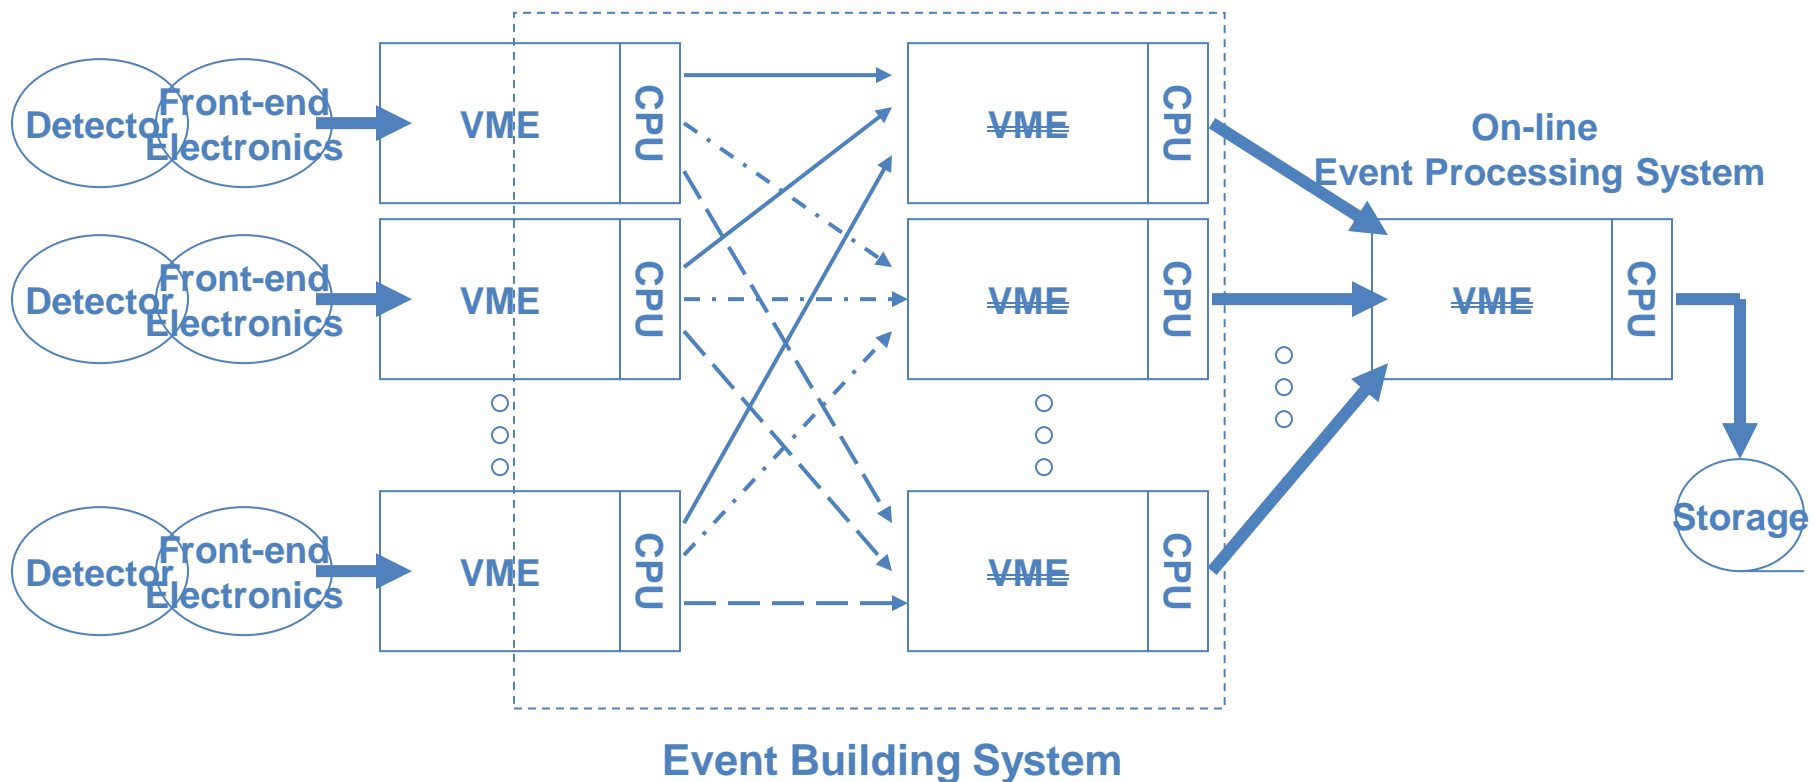 Detector
Front-end
Electronics
VME
CPU
VME
CPU
On-line
Event Processing System
Detector
Front-end
Electronics
VME
CPU
VME
CPU
VME
CPU
Detector
Front-end
Electronics
VME
CPU
VME
CPU
Storage
Event Building System